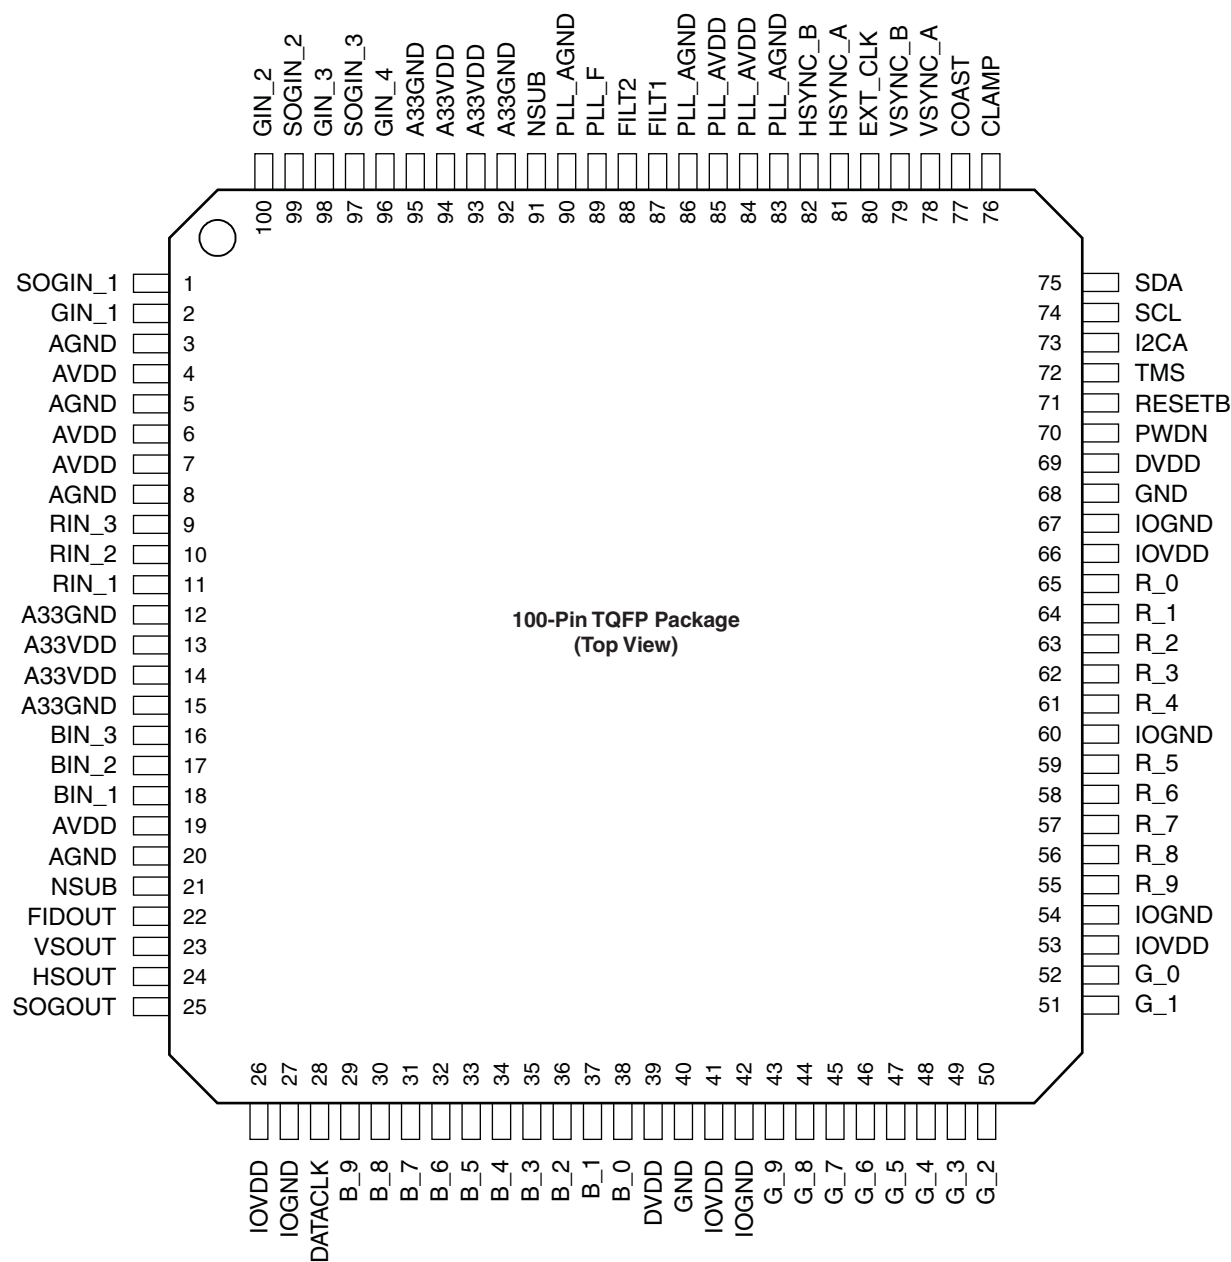 GIN_2
SOGIN_2
GIN_3
SOGIN_3
GIN_4
A33GND
A33VDD
A33VDD
A33GND
NSUB
PLL_AGND
PLL_F
FILT2
FILT1
PLL_AGND
PLL_AVDD
PLL_AVDD
PLL_AGND
HSYNC_B
HSYNC_A
EXT_CLK
VSYNC_B
VSYNC_A
COAST
CLAMP
100
99
98
97
96
95
94
93
92
91
90
89
88
87
86
85
84
83
82
81
80
79
78
77
76
SOGIN_1 1
GIN_1 2
AGND 3
AVDD 4
AGND 5
AVDD 6
AVDD 7
AGND 8
RIN_3 9
RIN_2 10
RIN_1 11
A33GND 12
A33VDD 13
A33VDD 14
A33GND 15
BIN_3 16
BIN_2 17
BIN_1 18
AVDD 19
AGND 20
NSUB 21
FIDOUT 22
VSOUT 23
HSOUT 24
SOGOUT 25
100-Pin TQFP Package
(Top View)
75 SDA
74 SCL
73 I2CA
72 TMS
71 RESETB
70 PWDN
69 DVDD
68 GND
67 IOGND
66 IOVDD
65 R_0
64 R_1
63 R_2
62 R_3
61 R_4
60 IOGND
59 R_5
58 R_6
57 R_7
56 R_8
55 R_9
54 IOGND
53 IOVDD
52 G_0
51 G_1
26
27
28
29
30
31
32
33
34
35
36
37
38
39
40
41
42
43
44
45
46
47
48
49
50
IOVDD
IOGND
DATACLK
B_9
B_8
B_7
B_6
B_5
B_4
B_3
B_2
B_1
B_0
DVDD
GND
IOVDD
IOGND
G_9
G_8
G_7
G_6
G_5
G_4
G_3
G_2